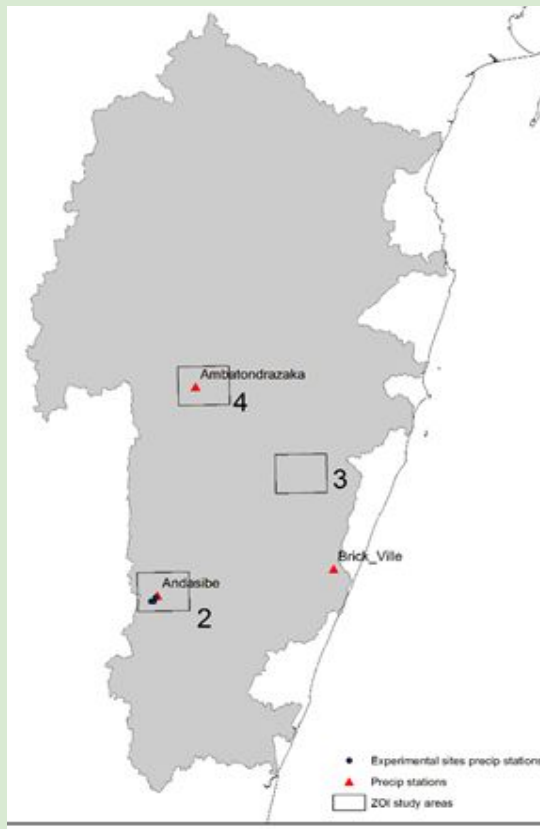 Ambatondrazaka
4
3
Brick_Ville
Andasibe
2
Experimental sites precip stations
Precip stations
ZOI study areas